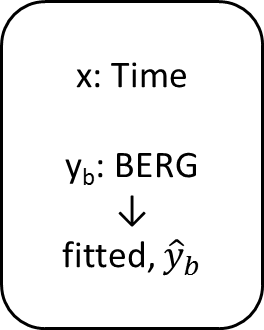 x: Time
y_b: BERG
↓
fitted, ŷ_b